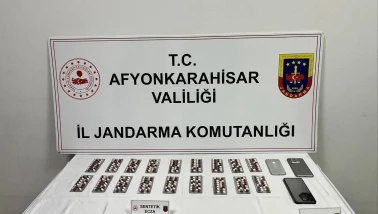 T.C.
AFYONKARAHİSAR
VALİLİĞİ
İL JANDARMA KOMUTANLIĞI
SENTETİK
ECZA